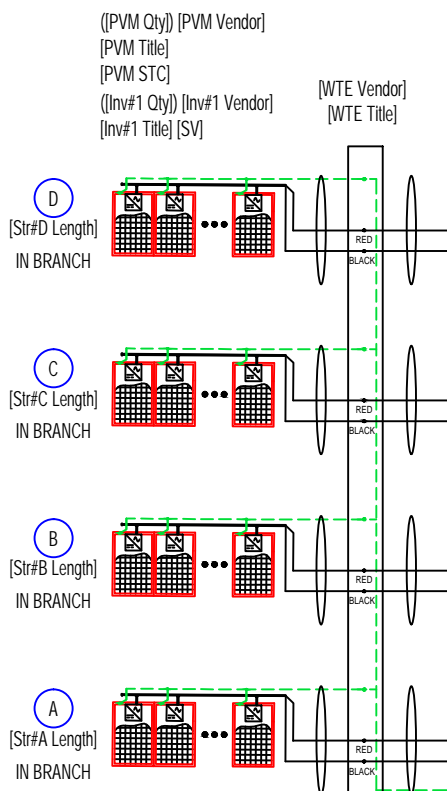 ([PVM Qty]) [PVM Vendor]
[PVM Title]
[PVM STC]
([Inv#1 Qty]) [Inv#1 Vendor]
[Inv#1 Title] [SV]
[WTE Vendor]
[WTE Title]
D
[Str#D Length]
IN BRANCH
RED
BLACK
C
[Str#C Length]
IN BRANCH
RED
BLACK
B
[Str#B Length]
IN BRANCH
RED
BLACK
A
[Str#A Length]
IN BRANCH
RED
BLACK